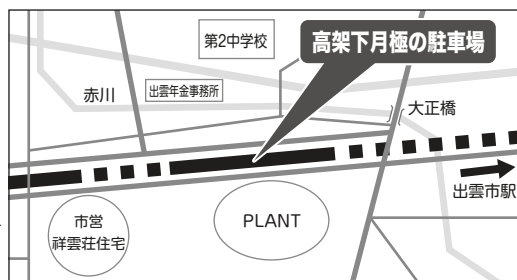 第2中学校
高架下月極の駐車場
赤川
出雲年金事務所
大正橋
出雲市駅
市営
祥雲荘住宅
PLANT